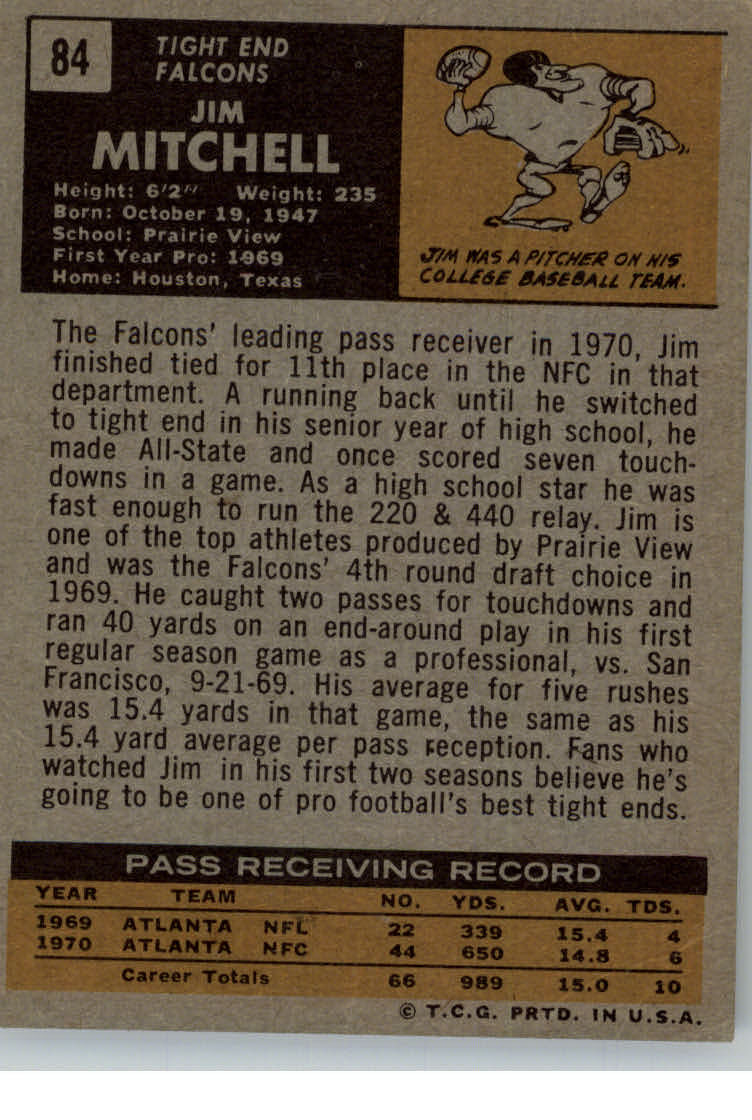 84
TIGHT END
FALCONS
JIM
MITCHELL
Height: 6'2" Weight: 235
Born: October 19, 1947
School: Prairie View
First Year Pro: 1969
Home: Houston, Texas
JIM WAS A PITCHER ON HIS
COLLEGE BASEBALL TEAM.
The Falcons' leading pass receiver in 1970, Jim
finished tied for 11th place in the NFC in that
department. A running back until he switched
to tight end in his senior year of high school, he
made All-State and once scored seven touch-
downs in a game. As a high school star he was
fast enough to run the 220 & 440 relay. Jim is
one of the top athletes produced by Prairie View
and was the Falcons' 4th round draft choice in
1969. He caught two passes for touchdowns and
ran 40 yards on an end-around play in his first
regular season game as a professional, vs. San
Francisco, 9-21-69. His average for five rushes
was 15.4 yards in that game, the same as his
15.4 yard average per pass reception. Fans who
watched Jim in his first two seasons believe he's
going to be one of pro football's best tight ends.
PASS RECEIVING RECORD
YEAR TEAM NO. YDS. AVG. TDS.
1969 ATLANTA NFL 22 339 15.4 4
1970 ATLANTA NFC 44 650 14.8 6
Career Totals 66 989 15.0 10
© T.C.G. PRTD. IN U.S.A.